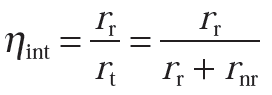 η_int = r_r / r_t = r_r / (r_r + r_nr)